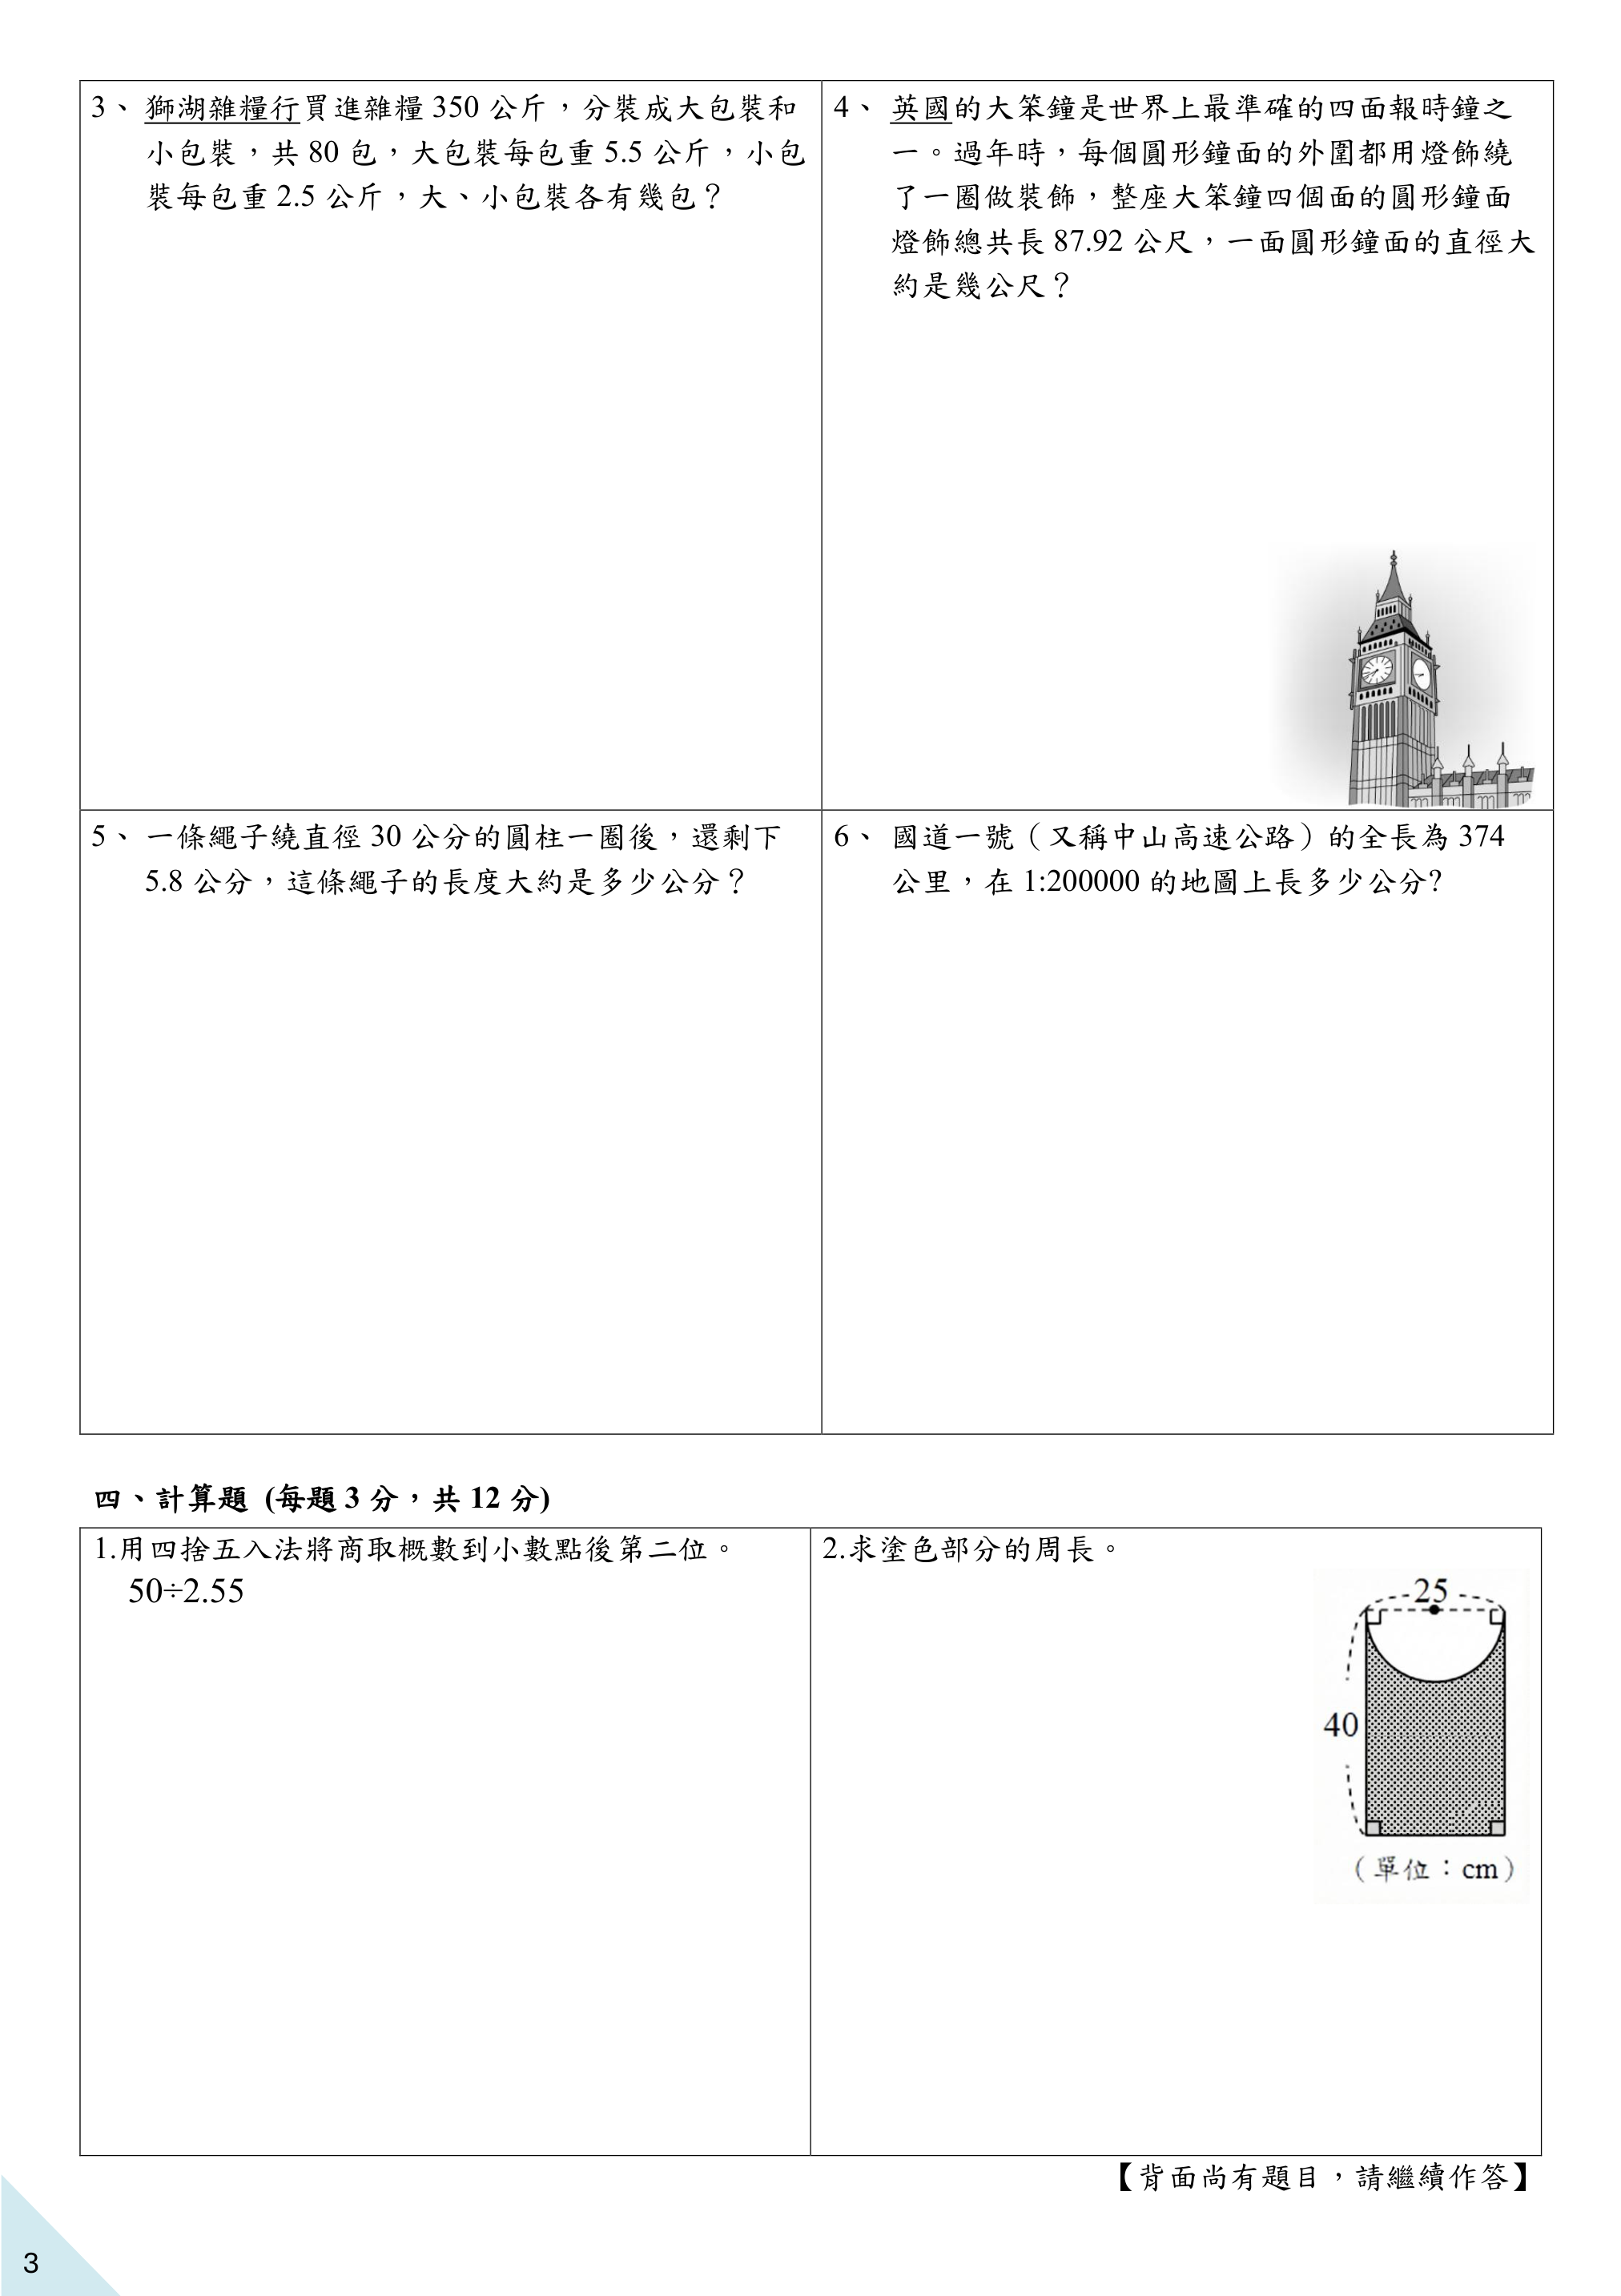 3、獅湖雜糧行買進雜糧 350 公斤，分裝成大包裝和
小包裝，共 80 包，大包裝每包重 5.5 公斤，小包
裝每包重 2.5 公斤，大、小包裝各有幾包？
4、英國的大笨鐘是世界上最準確的四面報時鐘之
一。過年時，每個圓形鐘面的外圍都用燈飾繞
了一圈做裝飾，整座大笨鐘四個面的圓形鐘面
燈飾總共長 87.92 公尺，一面圓形鐘面的直徑大
約是幾公尺？
5、一條繩子繞直徑 30 公分的圓柱一圈後，還剩下
5.8 公分，這條繩子的長度大約是多少公分？
6、國道一號（又稱中山高速公路）的全長為 374
公里，在 1:200000 的地圖上長多少公分?
四、計算題 (每題 3 分，共 12 分)
1.用四捨五入法將商取概數到小數點後第二位。
50÷2.55
2.求塗色部分的周長。
25
40
（單位：cm）
【背面尚有題目，請繼續作答】
3